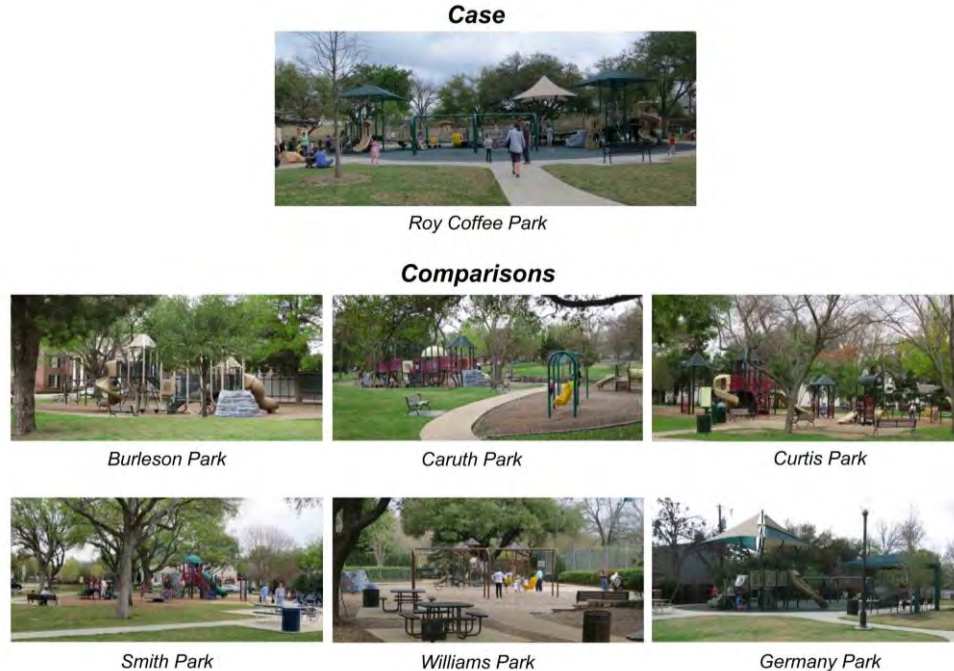 Case
Roy Coffee Park
Comparisons
Burleson Park
Caruth Park
Curtis Park
Smith Park
Williams Park
Germany Park